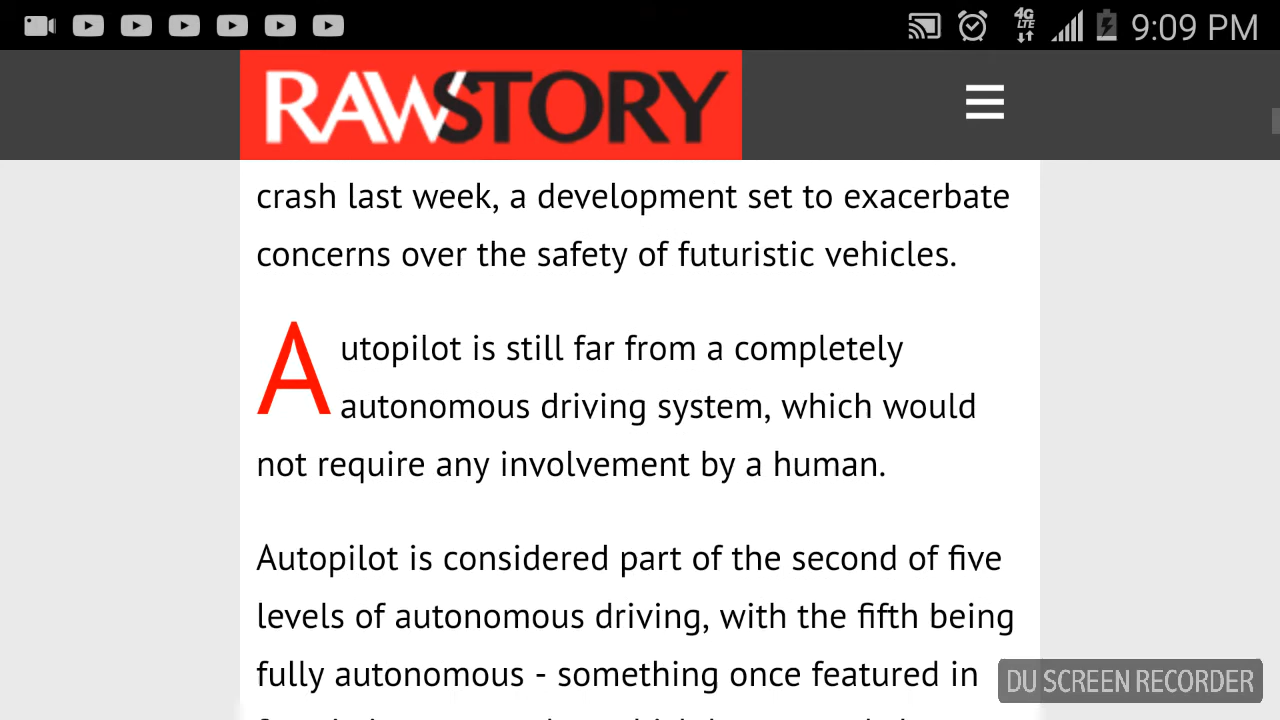 4G
LTE
9:09 PM
RAWSTORY
crash last week, a development set to exacerbate
concerns over the safety of futuristic vehicles.
Autopilot is still far from a completely
autonomous driving system, which would
not require any involvement by a human.
Autopilot is considered part of the second of five
levels of autonomous driving, with the fifth being
fully autonomous - something once featured in
DU SCREEN RECORDER